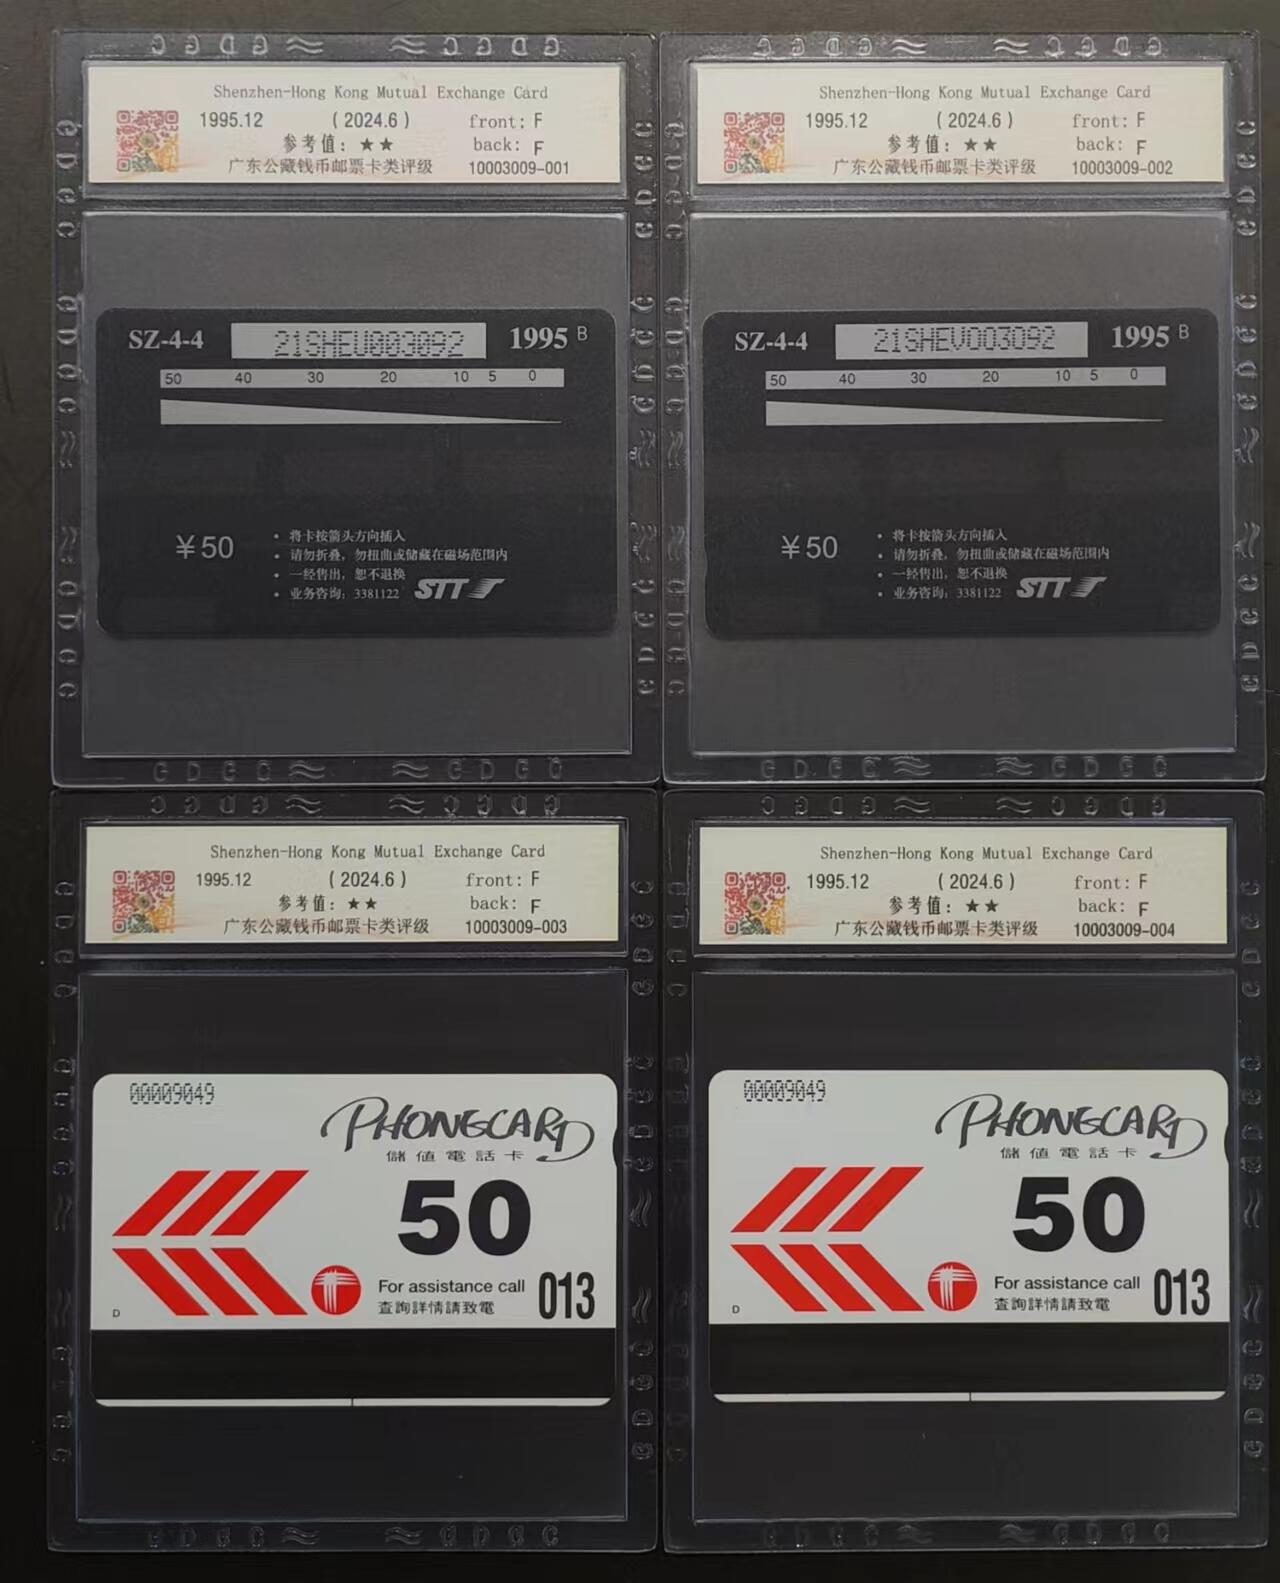 Shenzhen-Hong Kong Mutual Exchange Card
1995.12 (2024.6) front: F
参考值: ★★ back: F
广东公藏钱币邮票卡类评级 10003009-001
SZ-4-4 21SHEU003092 1995 B
50 40 30 20 10 5 0
¥50
• 将卡按箭头方向插入
• 请勿折叠，勿扭曲或储藏在磁场范围内
• 一经售出，恕不退换
• 业务咨询：3381122 STT
Shenzhen-Hong Kong Mutual Exchange Card
1995.12 (2024.6) front: F
参考值: ★★ back: F
广东公藏钱币邮票卡类评级 10003009-002
SZ-4-4 21SHEV003092 1995 B
50 40 30 20 10 5 0
¥50
• 将卡按箭头方向插入
• 请勿折叠，勿扭曲或储藏在磁场范围内
• 一经售出，恕不退换
• 业务咨询：3381122 STT
Shenzhen-Hong Kong Mutual Exchange Card
1995.12 (2024.6) front: F
参考值: ★★ back: F
广东公藏钱币邮票卡类评级 10003009-003
00009049
PHONECARD
儲值電話卡
50
For assistance call 013
查詢詳情請致電
D
Shenzhen-Hong Kong Mutual Exchange Card
1995.12 (2024.6) front: F
参考值: ★★ back: F
广东公藏钱币邮票卡类评级 10003009-004
00009049
PHONECARD
儲值電話卡
50
For assistance call 013
查詢詳情請致電
D